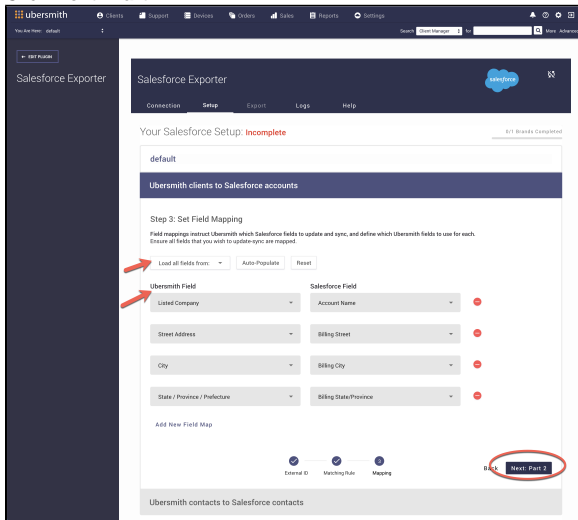 ubersmith
Clients
Support
Devices
Orders
Sales
Reports
Settings
You Are Here: default
Search Client Manager for
More Advanced
← EDIT PLUGIN
Salesforce Exporter
Salesforce Exporter
salesforce
Connection Setup Export Logs Help
Your Salesforce Setup: Incomplete
0/1 Brands Completed
default
Ubersmith clients to Salesforce accounts
Step 3: Set Field Mapping
Field mappings instruct Ubersmith which Salesforce fields to update and sync, and define which Ubersmith fields to use for each.
Ensure all fields that you wish to update-sync are mapped.
Load all fields from: Auto-Populate Reset
Ubersmith Field Salesforce Field
Listed Company Account Name
Street Address Billing Street
City Billing City
State / Province / Prefecture Billing State/Province
Add New Field Map
3
External ID Matching Rule Mapping
Back Next: Part 2
Ubersmith contacts to Salesforce contacts